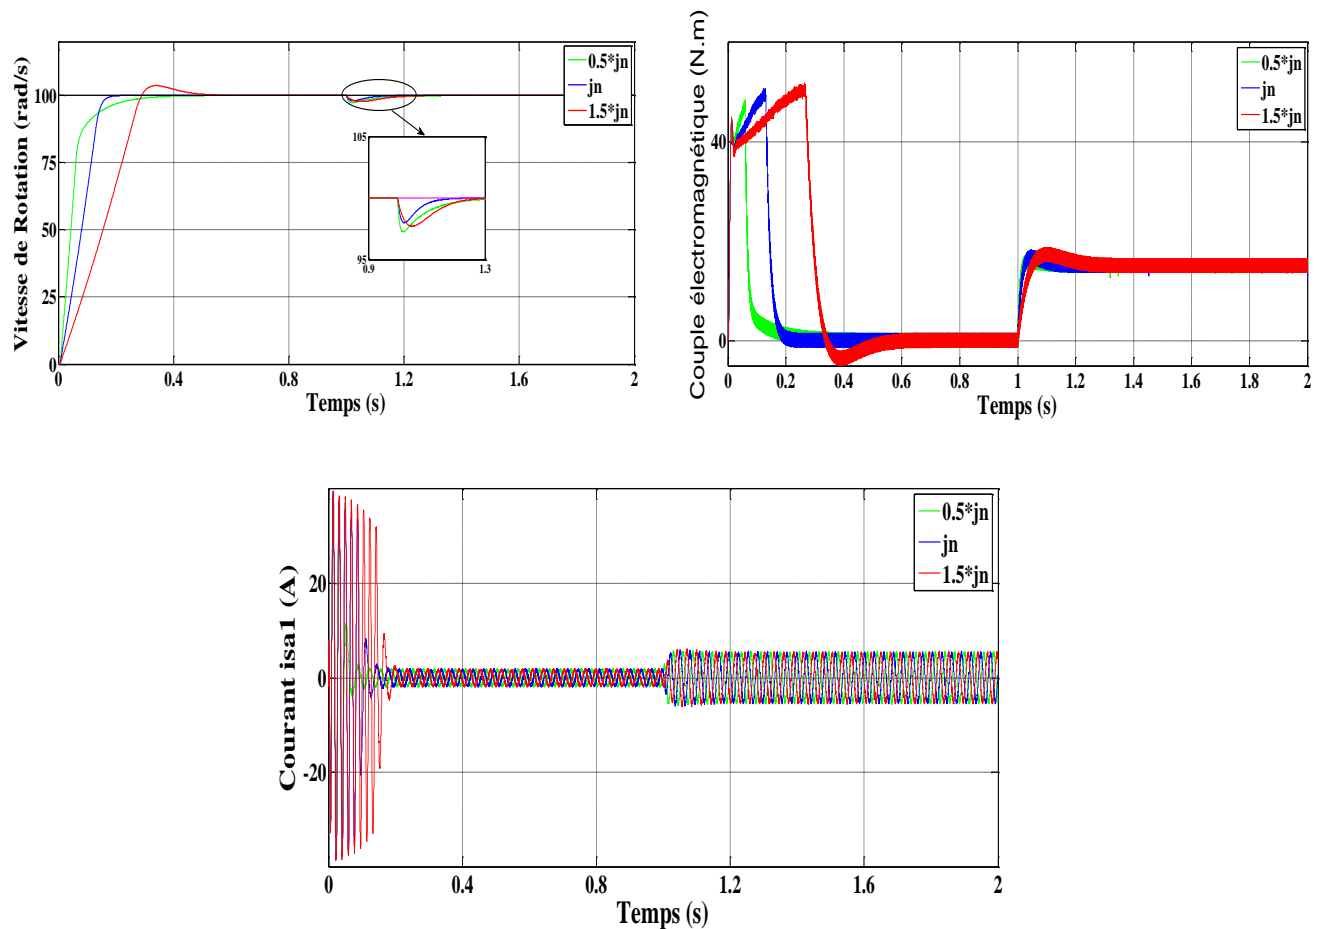 Vitesse de Rotation (rad/s)
100
75
50
25
0
0
0.4
0.8
1.2
1.6
2
Temps (s)
0.5*jn
jn
1.5*jn
105
95
0.9
1.3
Couple électromagnétique (N.m)
40
0
0
0.2
0.4
0.6
0.8
1
1.2
1.4
1.6
1.8
2
Temps (s)
0.5*jn
jn
1.5*jn
Courant isa1 (A)
20
0
-20
0
0.4
0.8
1.2
1.6
2
Temps (s)
0.5*jn
jn
1.5*jn